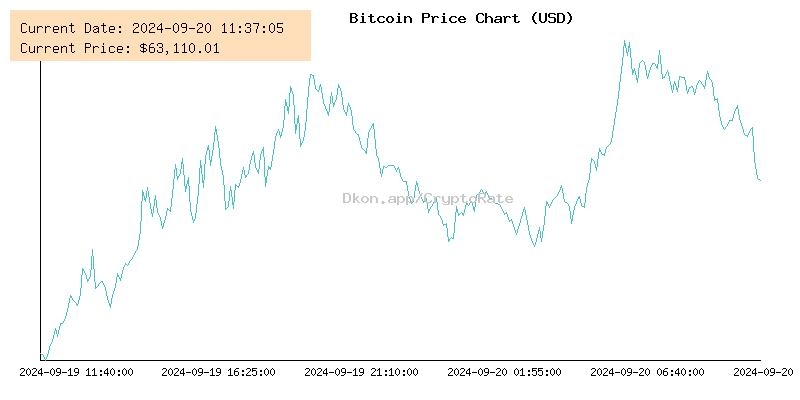 Bitcoin Price Chart (USD)
Current Date: 2024-09-20 11:37:05
Current Price: $63,110.01
Dkon.app/CryptoRate
2024-09-19 11:40:00
2024-09-19 16:25:00
2024-09-19 21:10:00
2024-09-20 01:55:00
2024-09-20 06:40:00
2024-09-20